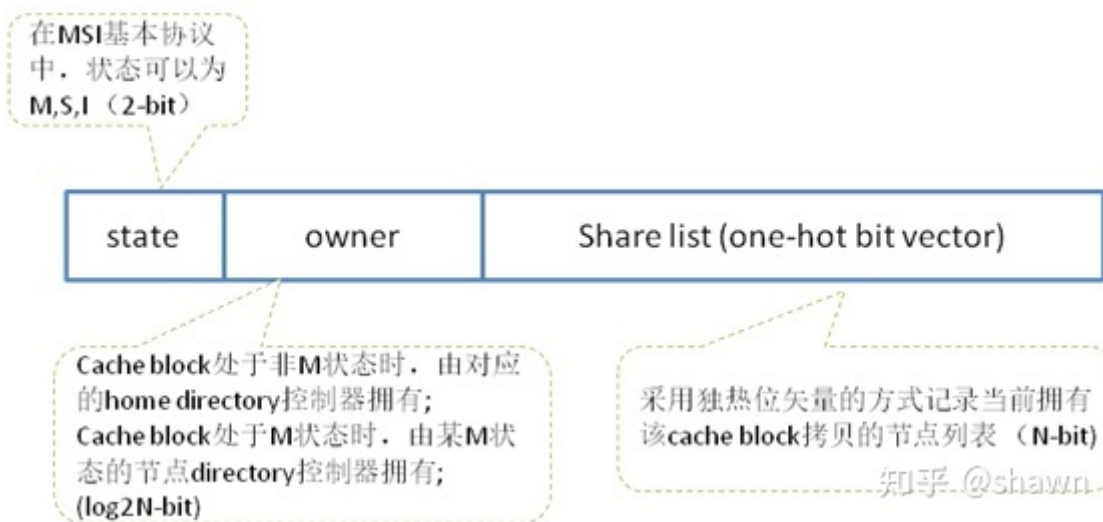 在MSI基本协议
中．状态可以为
M,S,I（2-bit）
state
owner
Share list (one-hot bit vector)
Cache block处于非M状态时．由对应
的home directory控制器拥有;
Cache block处于M状态时．由某M状
态的节点directory控制器拥有;
(log2N-bit)
采用独热位矢量的方式记录当前拥有
该cache block拷贝的节点列表（N-bit)
知乎 @shawn